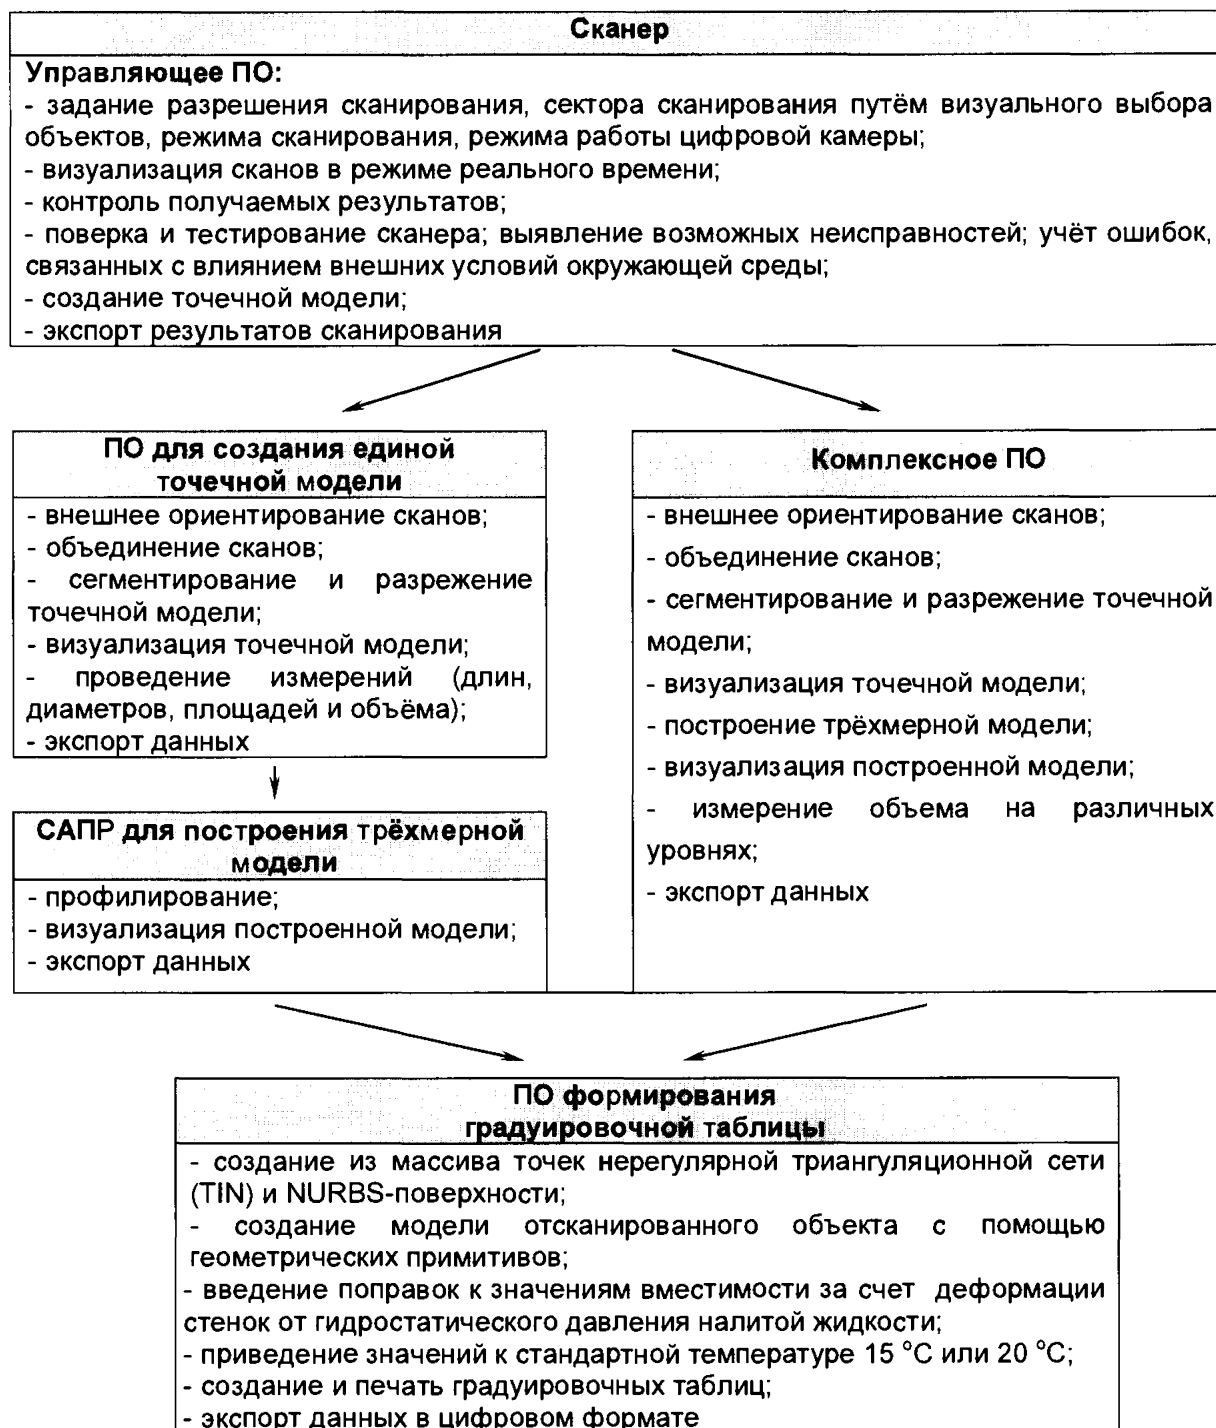 Сканер
Управляющее ПО:
- задание разрешения сканирования, сектора сканирования путём визуального выбора
объектов, режима сканирования, режима работы цифровой камеры;
- визуализация сканов в режиме реального времени;
- контроль получаемых результатов;
- поверка и тестирование сканера; выявление возможных неисправностей; учёт ошибок,
связанных с влиянием внешних условий окружающей среды;
- создание точечной модели;
- экспорт результатов сканирования
ПО для создания единой
точечной модели
- внешнее ориентирование сканов;
- объединение сканов;
- сегментирование и разрежение
точечной модели;
- визуализация точечной модели;
- проведение измерений (длин,
диаметров, площадей и объёма);
- экспорт данных
САПР для построения трёхмерной
модели
- профилирование;
- визуализация построенной модели;
- экспорт данных
Комплексное ПО
- внешнее ориентирование сканов;
- объединение сканов;
- сегментирование и разрежение точечной
модели;
- визуализация точечной модели;
- построение трёхмерной модели;
- визуализация построенной модели;
- измерение объема на различных
уровнях;
- экспорт данных
ПО формирования
градуировочной таблицы
- создание из массива точек нерегулярной триангуляционной сети
(TIN) и NURBS-поверхности;
- создание модели отсканированного объекта с помощью
геометрических примитивов;
- введение поправок к значениям вместимости за счет деформации
стенок от гидростатического давления налитой жидкости;
- приведение значений к стандартной температуре 15 °С или 20 °С;
- создание и печать градуировочных таблиц;
- экспорт данных в цифровом формате